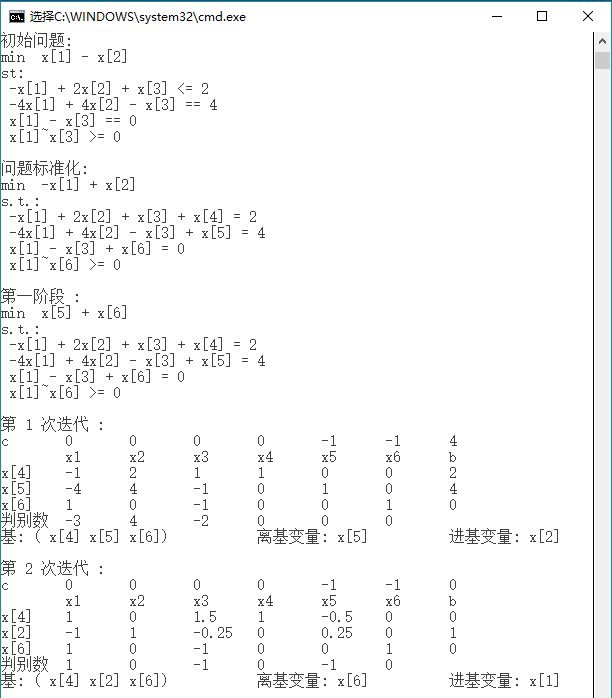 选择C:\WINDOWS\system32\cmd.exe
初始问题:
min  x[1] - x[2]
st:
 -x[1] + 2x[2] + x[3] <= 2
 -4x[1] + 4x[2] - x[3] == 4
 x[1] - x[3] == 0
 x[1]~x[3] >= 0
问题标准化:
min  -x[1] + x[2]
s.t.:
 -x[1] + 2x[2] + x[3] + x[4] = 2
 -4x[1] + 4x[2] - x[3] + x[5] = 4
 x[1] - x[3] + x[6] = 0
 x[1]~x[6] >= 0
第一阶段 :
min  x[5] + x[6]
s.t.:
 -x[1] + 2x[2] + x[3] + x[4] = 2
 -4x[1] + 4x[2] - x[3] + x[5] = 4
 x[1] - x[3] + x[6] = 0
 x[1]~x[6] >= 0
第 1 次迭代 :
c 0 0 0 0 -1 -1 4
x1 x2 x3 x4 x5 x6 b
x[4] -1 2 1 1 0 0 2
x[5] -4 4 -1 0 1 0 4
x[6] 1 0 -1 0 0 1 0
判别数 -3 4 -2 0 0 0
基: ( x[4] x[5] x[6]) 离基变量: x[5] 进基变量: x[2]
第 2 次迭代 :
c 0 0 0 0 -1 -1 0
x1 x2 x3 x4 x5 x6 b
x[4] 1 0 1.5 1 -0.5 0 0
x[2] -1 1 -0.25 0 0.25 0 1
x[6] 1 0 -1 0 0 1 0
判别数 1 0 -1 0 -1 0
基: ( x[4] x[2] x[6]) 离基变量: x[6] 进基变量: x[1]